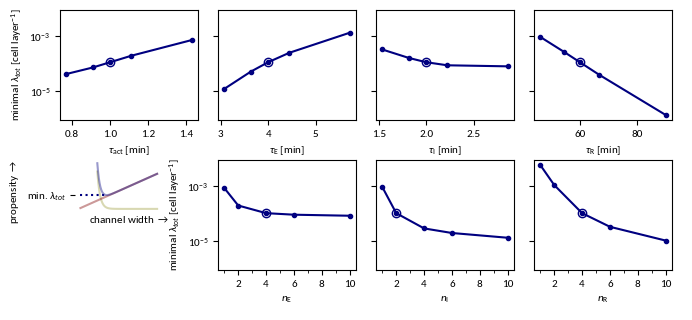 minimal λtot [cell layer⁻¹]
10⁻³
10⁻⁵
0.8 1.0 1.2 1.4
τact [min]
3 4 5
τE [min]
1.5 2.0 2.5
τI [min]
60 80
τR [min]
propensity →
min. λtot
channel width →
minimal λtot [cell layer⁻¹]
10⁻³
10⁻⁵
2 4 6 8 10
nE
2 4 6 8 10
nI
2 4 6 8 10
nR